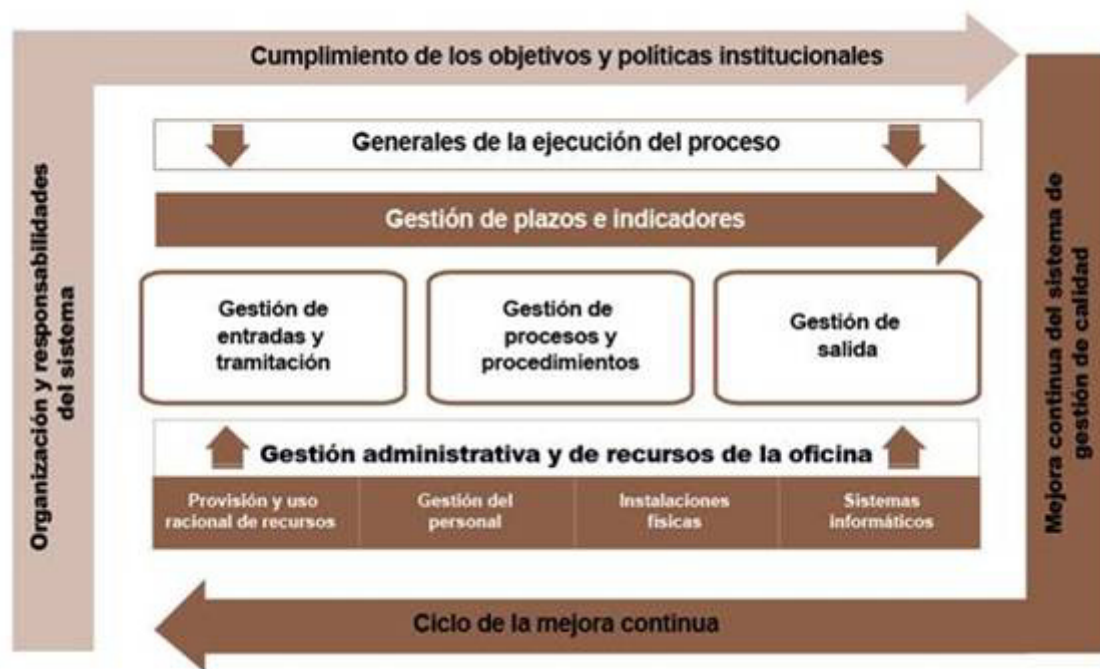 Cumplimiento de los objetivos y políticas institucionales
Organización y responsabilidades
del sistema
Generales de la ejecución del proceso
Gestión de plazos e indicadores
Gestión de
entradas y
tramitación
Gestión de
procesos y
procedimientos
Gestión de
salida
Gestión administrativa y de recursos de la oficina
Provisión y uso
racional de recursos
Gestión del
personal
Instalaciones
físicas
Sistemas
informáticos
Mejora continua del sistema de
gestión de calidad
Ciclo de la mejora continua